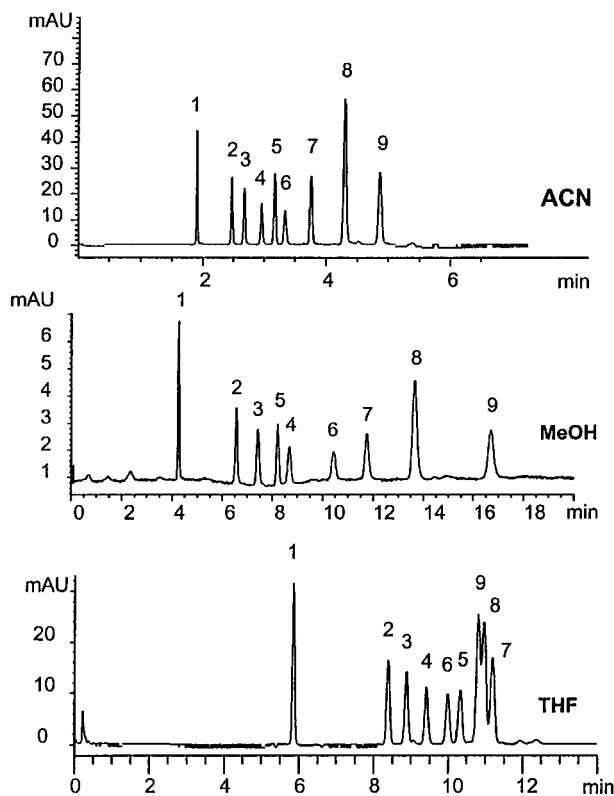 mAU
70
60
50
40
30
20
10
0
1 2 3 4 5 6 7 8 9
ACN
2 4 6 min
mAU
6
5
4
3
2
1
1 2 3 5 4 6 7 8 9
MeOH
0 2 4 6 8 10 12 14 16 18 min
mAU
20
10
0
1 2 3 4 6 5 9 8 7
THF
0 2 4 6 8 10 12 14 min